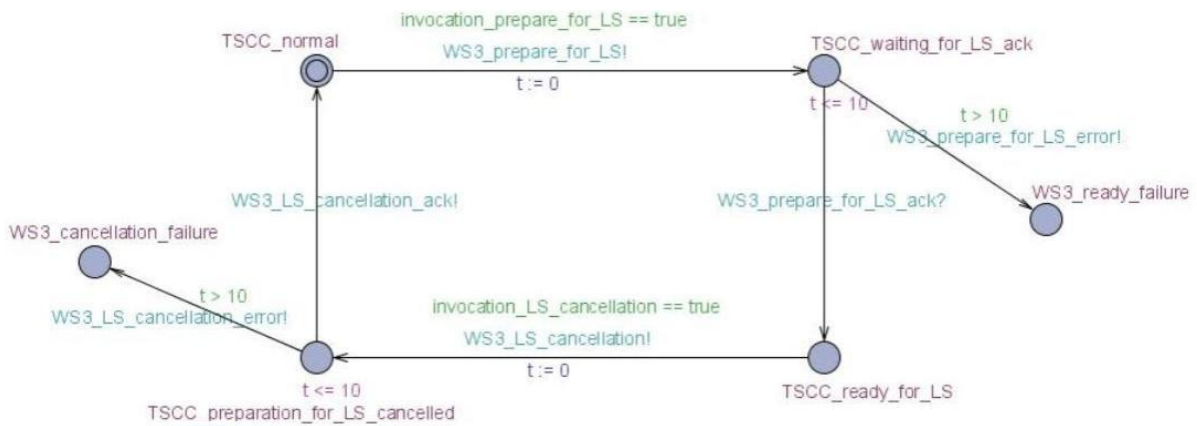 invocation_prepare_for_LS == true
TSCC_normal
TSCC_waiting_for_LS_ack
WS3_prepare_for_LS!
t := 0
t <= 10
t > 10
WS3_prepare_for_LS_error!
WS3_LS_cancellation_ack!
WS3_prepare_for_LS_ack?
WS3_ready_failure
WS3_cancellation_failure
t > 10
WS3_LS_cancellation_error!
invocation_LS_cancellation == true
WS3_LS_cancellation!
t := 0
t <= 10
TSCC_ready_for_LS
TSCC_preparation_for_LS_cancelled